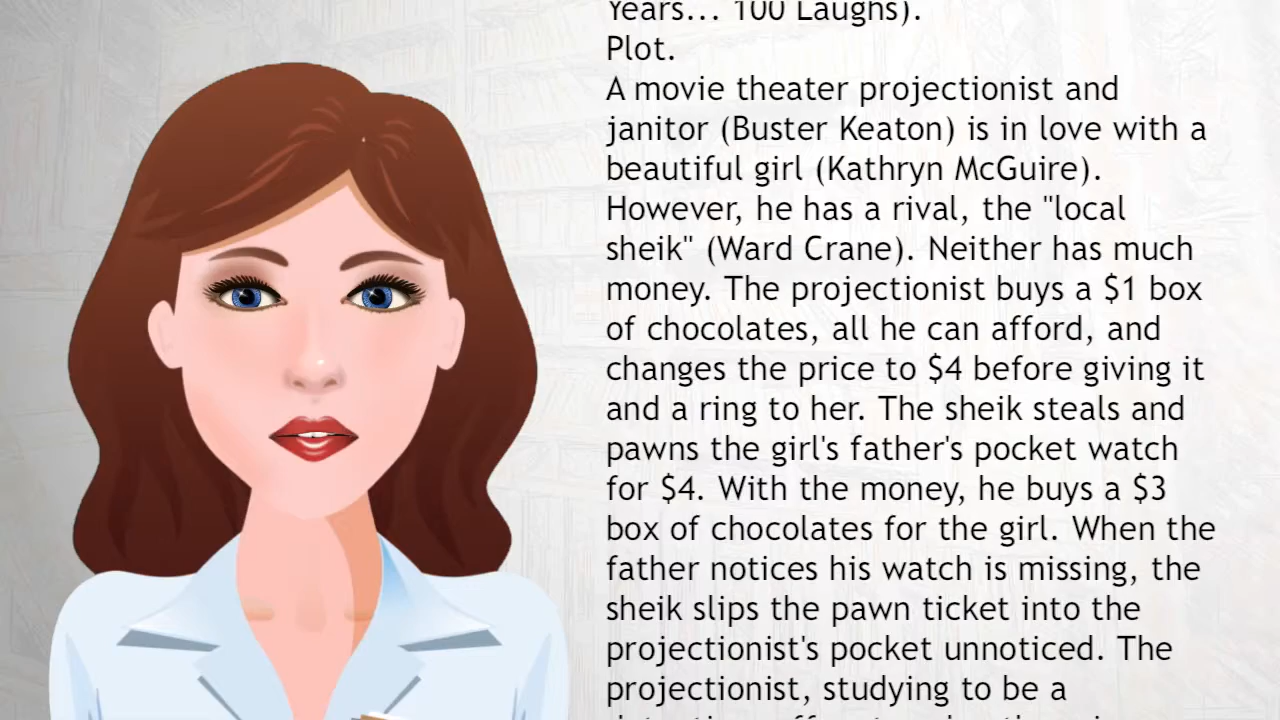 Years... 100 Laughs).
Plot.
A movie theater projectionist and
janitor (Buster Keaton) is in love with a
beautiful girl (Kathryn McGuire).
However, he has a rival, the "local
sheik" (Ward Crane). Neither has much
money. The projectionist buys a $1 box
of chocolates, all he can afford, and
changes the price to $4 before giving it
and a ring to her. The sheik steals and
pawns the girl's father's pocket watch
for $4. With the money, he buys a $3
box of chocolates for the girl. When the
father notices his watch is missing, the
sheik slips the pawn ticket into the
projectionist's pocket unnoticed. The
projectionist, studying to be a